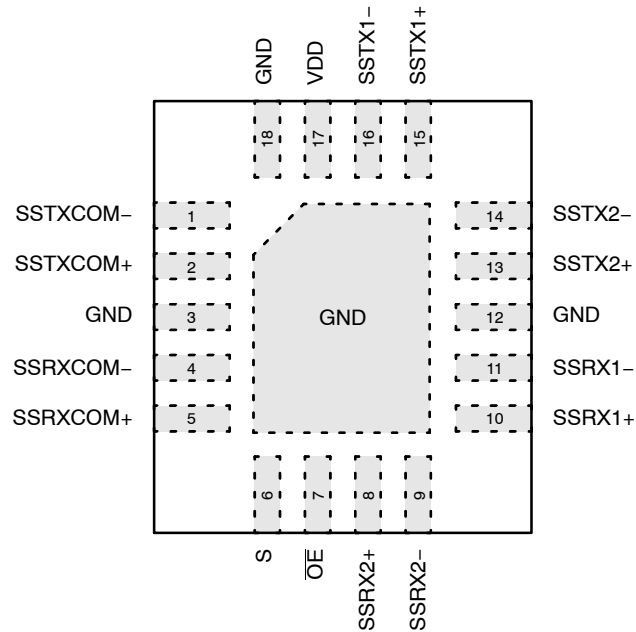 GND
VDD
SSTX1−
SSTX1+
18
17
16
15
SSTXCOM− 1
14 SSTX2−
SSTXCOM+ 2
13 SSTX2+
GND 3
GND
12 GND
SSRXCOM− 4
11 SSRX1−
SSRXCOM+ 5
10 SSRX1+
6
7
8
9
S
O̅E̅
SSRX2+
SSRX2−